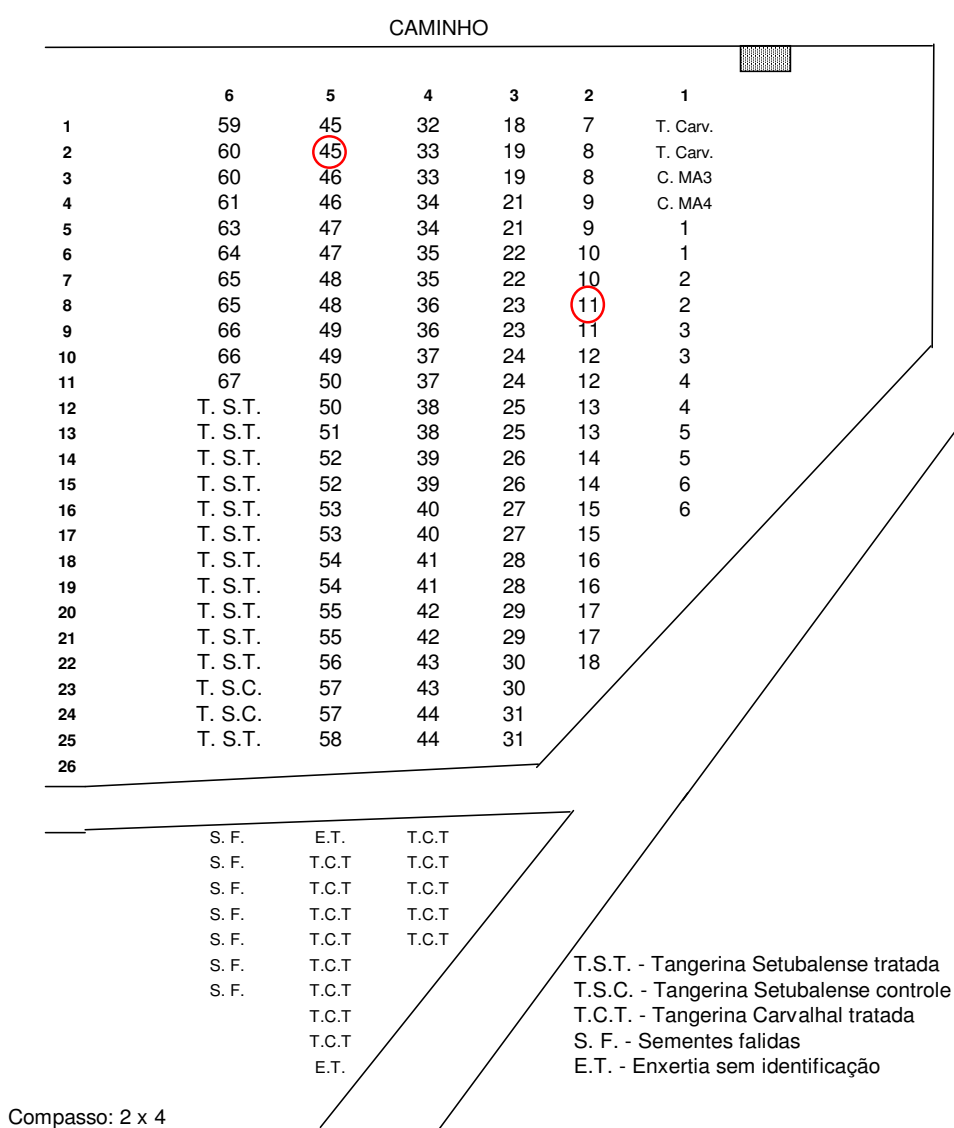 CAMINHO
6 5 4 3 2 1
1 59 45 32 18 7 T. Carv.
2 60 45 33 19 8 T. Carv.
3 60 46 33 19 8 C. MA3
4 61 46 34 21 9 C. MA4
5 63 47 34 21 9 1
6 64 47 35 22 10 1
7 65 48 35 22 10 2
8 65 48 36 23 11 2
9 66 49 36 23 11 3
10 66 49 37 24 12 3
11 67 50 37 24 12 4
12 T. S.T. 50 38 25 13 4
13 T. S.T. 51 38 25 13 5
14 T. S.T. 52 39 26 14 5
15 T. S.T. 52 39 26 14 6
16 T. S.T. 53 40 27 15 6
17 T. S.T. 53 40 27 15
18 T. S.T. 54 41 28 16
19 T. S.T. 54 41 28 16
20 T. S.T. 55 42 29 17
21 T. S.T. 55 42 29 17
22 T. S.T. 56 43 30 18
23 T. S.C. 57 43 30
24 T. S.C. 57 44 31
25 T. S.T. 58 44 31
26
S. F. E.T. T.C.T
S. F. T.C.T T.C.T
S. F. T.C.T T.C.T
S. F. T.C.T T.C.T
S. F. T.C.T T.C.T
S. F. T.C.T
S. F. T.C.T
T.C.T
T.C.T
E.T.
T.S.T. - Tangerina Setubalense tratada
T.S.C. - Tangerina Setubalense controle
T.C.T. - Tangerina Carvalhal tratada
S. F. - Sementes falidas
E.T. - Enxertia sem identificação
Compasso: 2 x 4